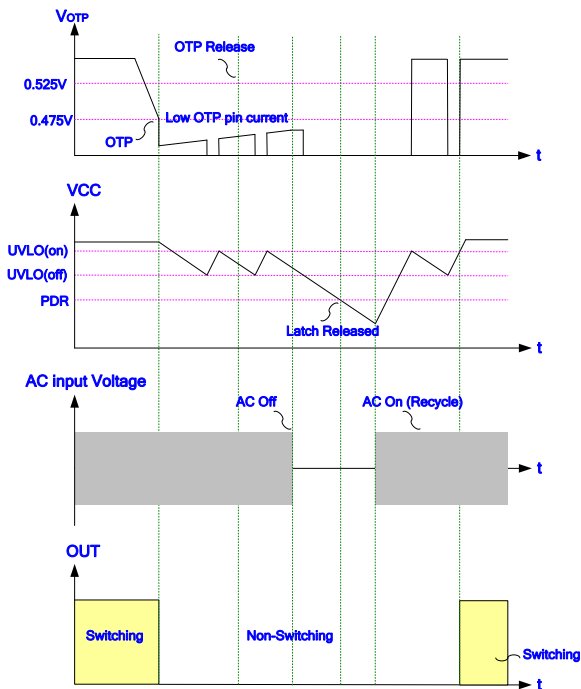 VOTP
OTP Release
0.525V
0.475V
Low OTP pin current
OTP
t
VCC
UVLO(on)
UVLO(off)
PDR
Latch Released
t
AC input Voltage
AC Off
AC On (Recycle)
t
OUT
Switching
Non-Switching
Switching
t